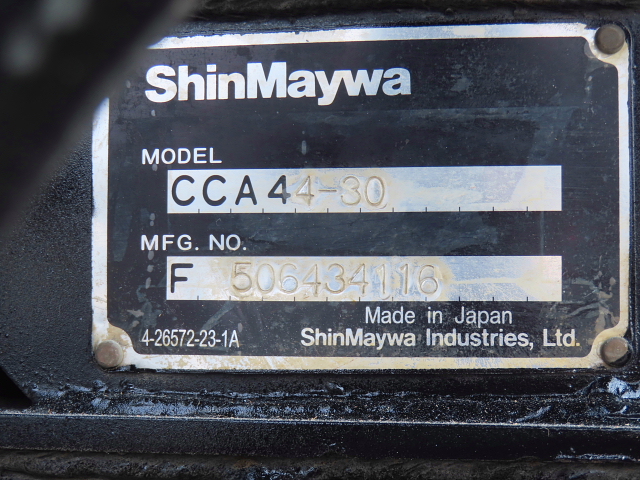 ShinMaywa
MODEL
CCA44-30
MFG. NO.
F 506434116
Made in Japan
4-26572-23-1A ShinMaywa Industries, Ltd.